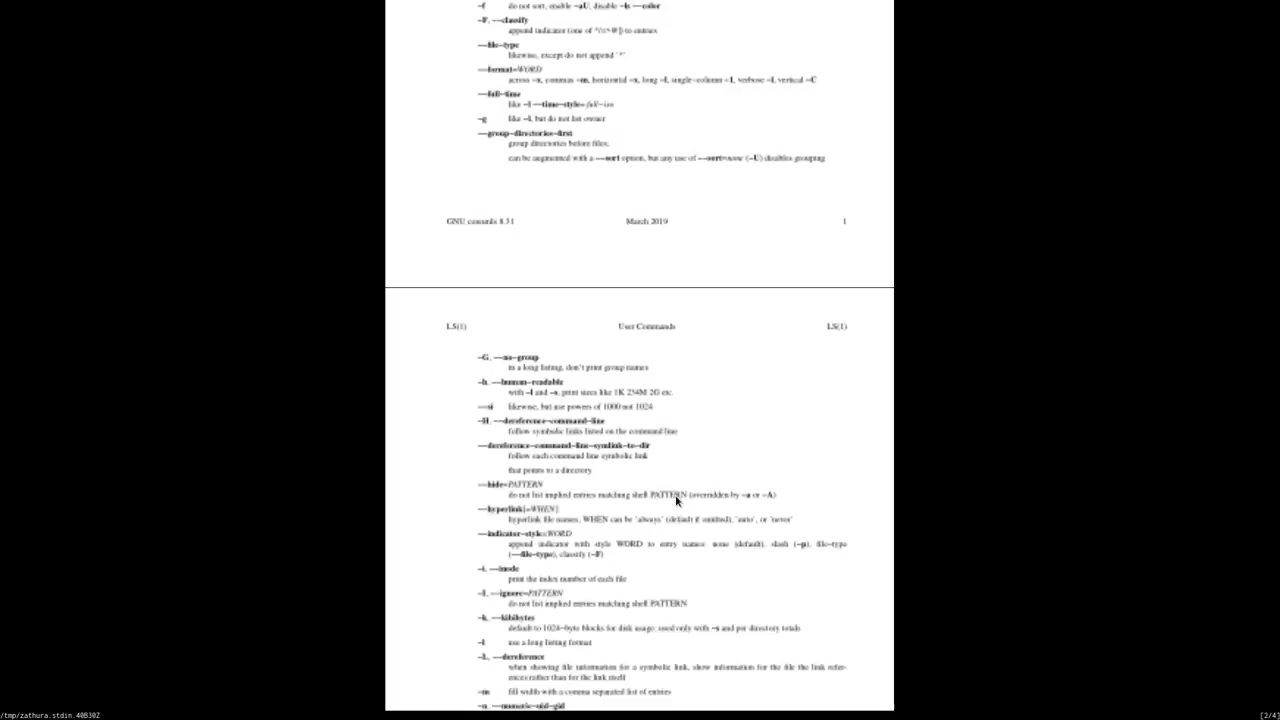 -f do not sort, enable -aU, disable -ls --color
-F, --classify
append indicator (one of */=>@|) to entries
--file-type
likewise, except do not append '*'
--format=WORD
across -x, commas -m, horizontal -x, long -l, single-column -1, verbose -l, vertical -C
--full-time
like -l --time-style=full-iso
-g like -l, but do not list owner
--group-directories-first
group directories before files;
can be augmented with a --sort option, but any use of --sort=none (-U) disables grouping
GNU coreutils 8.31 March 2019 1
LS(1) User Commands LS(1)
-G, --no-group
in a long listing, don't print group names
-h, --human-readable
with -l and -s, print sizes like 1K 234M 2G etc.
--si likewise, but use powers of 1000 not 1024
-H, --dereference-command-line
follow symbolic links listed on the command line
--dereference-command-line-symlink-to-dir
follow each command line symbolic link
that points to a directory
--hide=PATTERN
do not list implied entries matching shell PATTERN (overridden by -a or -A)
--hyperlink[=WHEN]
hyperlink file names; WHEN can be 'always' (default if omitted), 'auto', or 'never'
--indicator-style=WORD
append indicator with style WORD to entry names: none (default), slash (-p), file-type
(--file-type), classify (-F)
-i, --inode
print the index number of each file
-I, --ignore=PATTERN
do not list implied entries matching shell PATTERN
-k, --kibibytes
default to 1024-byte blocks for disk usage; used only with -s and per directory totals
-l use a long listing format
-L, --dereference
when showing file information for a symbolic link, show information for the file the link refer-
ences rather than for the link itself
-m fill width with a comma separated list of entries
-n, --numeric-uid-gid
/tmp/zathura.stdin.40B30Z [2/4]